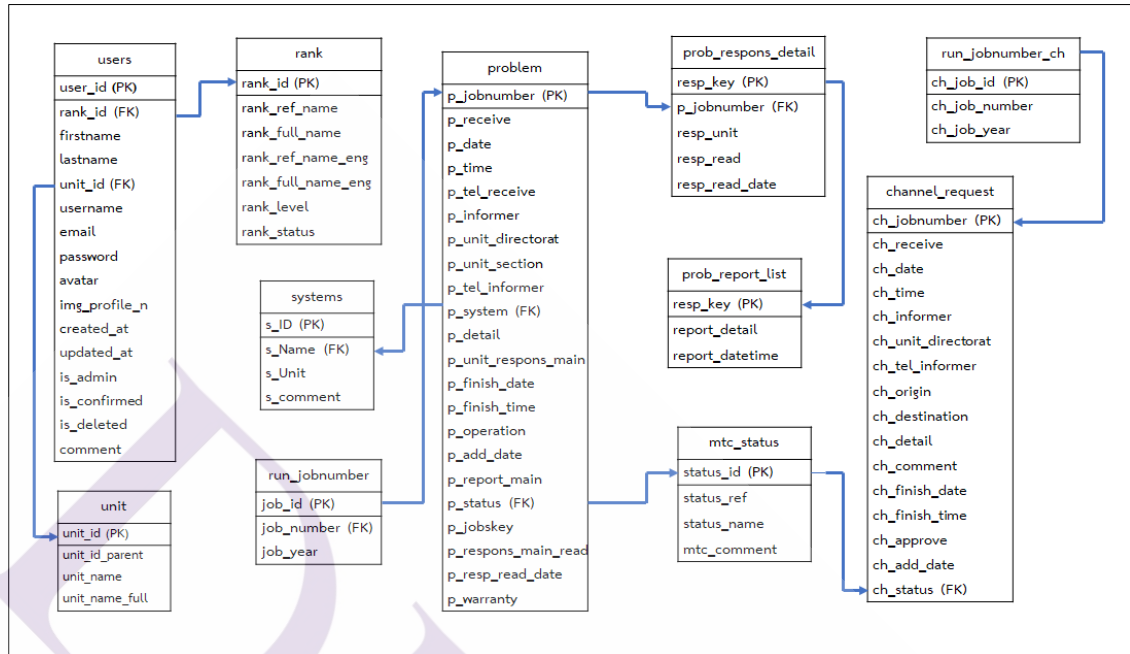 users
user_id (PK)
rank_id (FK)
firstname
lastname
unit_id (FK)
username
email
password
avatar
img_profile_n
created_at
updated_at
is_admin
is_confirmed
is_deleted
comment
unit
unit_id (PK)
unit_id_parent
unit_name
unit_name_full
rank
rank_id (PK)
rank_ref_name
rank_full_name
rank_ref_name_eng
rank_full_name_eng
rank_level
rank_status
systems
s_ID (PK)
s_Name (FK)
s_Unit
s_comment
run_jobnumber
job_id (PK)
job_number (FK)
job_year
problem
p_jobnumber (PK)
p_receive
p_date
p_time
p_tel_receive
p_informer
p_unit_directorat
p_unit_section
p_tel_informer
p_system (FK)
p_detail
p_unit_respons_main
p_finish_date
p_finish_time
p_operation
p_add_date
p_report_main
p_status (FK)
p_jobskey
p_respons_main_read
p_resp_read_date
p_warranty
prob_respons_detail
resp_key (PK)
p_jobnumber (FK)
resp_unit
resp_read
resp_read_date
prob_report_list
resp_key (PK)
report_detail
report_datetime
mtc_status
status_id (PK)
status_ref
status_name
mtc_comment
run_jobnumber_ch
ch_job_id (PK)
ch_job_number
ch_job_year
channel_request
ch_jobnumber (PK)
ch_receive
ch_date
ch_time
ch_informer
ch_unit_directorat
ch_tel_informer
ch_origin
ch_destination
ch_detail
ch_comment
ch_finish_date
ch_finish_time
ch_approve
ch_add_date
ch_status (FK)